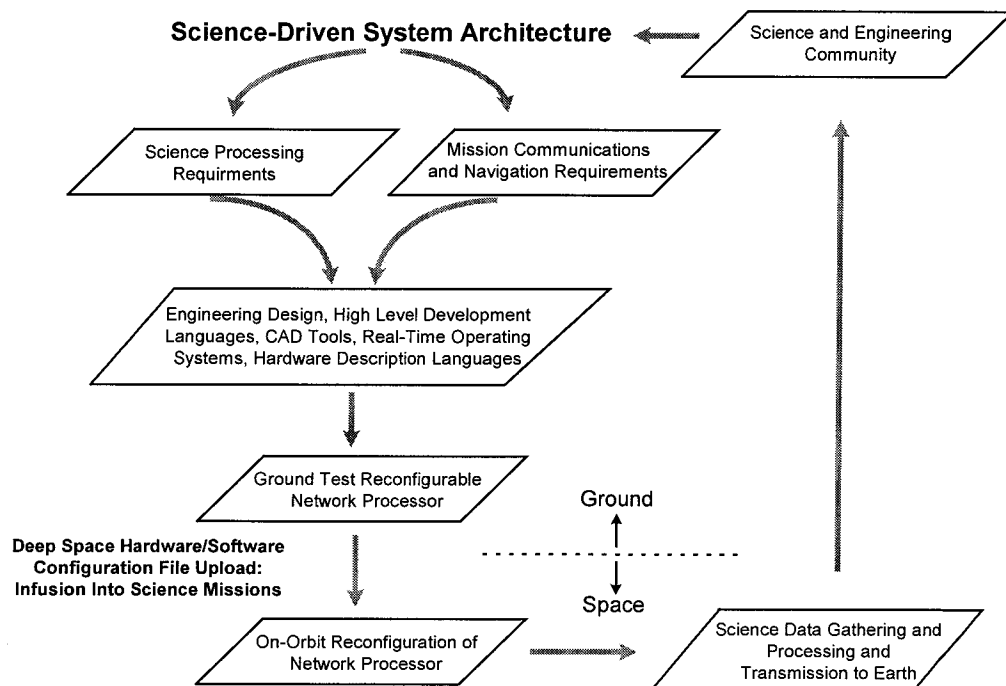 Science-Driven System Architecture
Science and Engineering
Community
Science Processing
Requirments
Mission Communications
and Navigation Requirements
Engineering Design, High Level Development
Languages, CAD Tools, Real-Time Operating
Systems, Hardware Description Languages
Ground Test Reconfigurable
Network Processor
Ground
Deep Space Hardware/Software
Configuration File Upload:
Infusion Into Science Missions
Space
On-Orbit Reconfiguration of
Network Processor
Science Data Gathering and
Processing and
Transmission to Earth